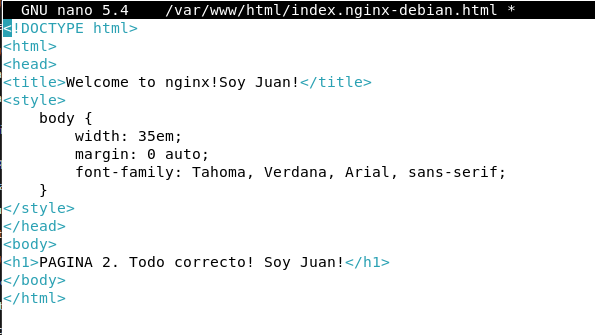 GNU nano 5.4    /var/www/html/index.nginx-debian.html *
<!DOCTYPE html>
<html>
<head>
<title>Welcome to nginx!Soy Juan!</title>
<style>
    body {
        width: 35em;
        margin: 0 auto;
        font-family: Tahoma, Verdana, Arial, sans-serif;
    }
</style>
</head>
<body>
<h1>PAGINA 2. Todo correcto! Soy Juan!</h1>
</body>
</html>